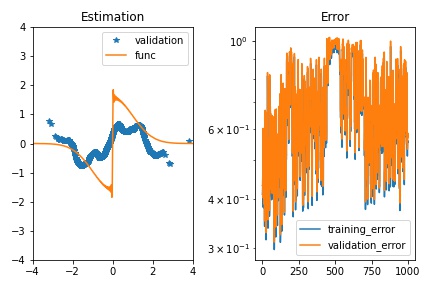 Estimation
Error
validation
func
training_error
validation_error
4
3
2
1
0
−1
−2
−3
−4
−4
−2
0
2
4
10⁰
6 × 10⁻¹
4 × 10⁻¹
3 × 10⁻¹
0
250
500
750
1000